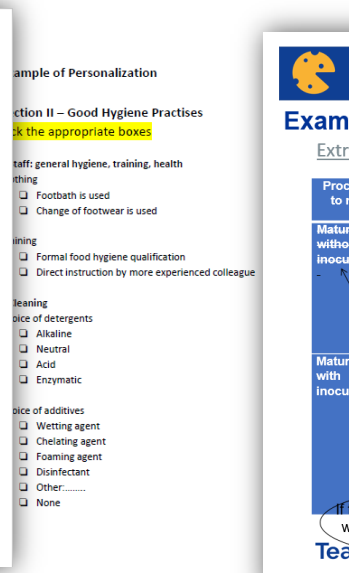 ample of Personalization
ction II – Good Hygiene Practises
ck the appropriate boxes
taff: general hygiene, training, health
thing
Footbath is used
Change of footwear is used
ining
Formal food hygiene qualification
Direct instruction by more experienced colleague
leaning
oice of detergents
Alkaline
Neutral
Acid
Enzymatic
oice of additives
Wetting agent
Chelating agent
Foaming agent
Disinfectant
Other:.........
None
Exam
Extr
Proc
to r
Matur
witho
inocu
-
Matur
with
inocu
If
w
Tea